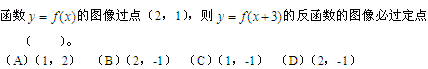 函数 y = f(x) 的图像过点（2，1），则 y = f(x+3) 的反函数的图像必过定点
（　　）。
（A）（1，2）　（B）（2，-1）　（C）（1，-1）　（D）（2，-1）